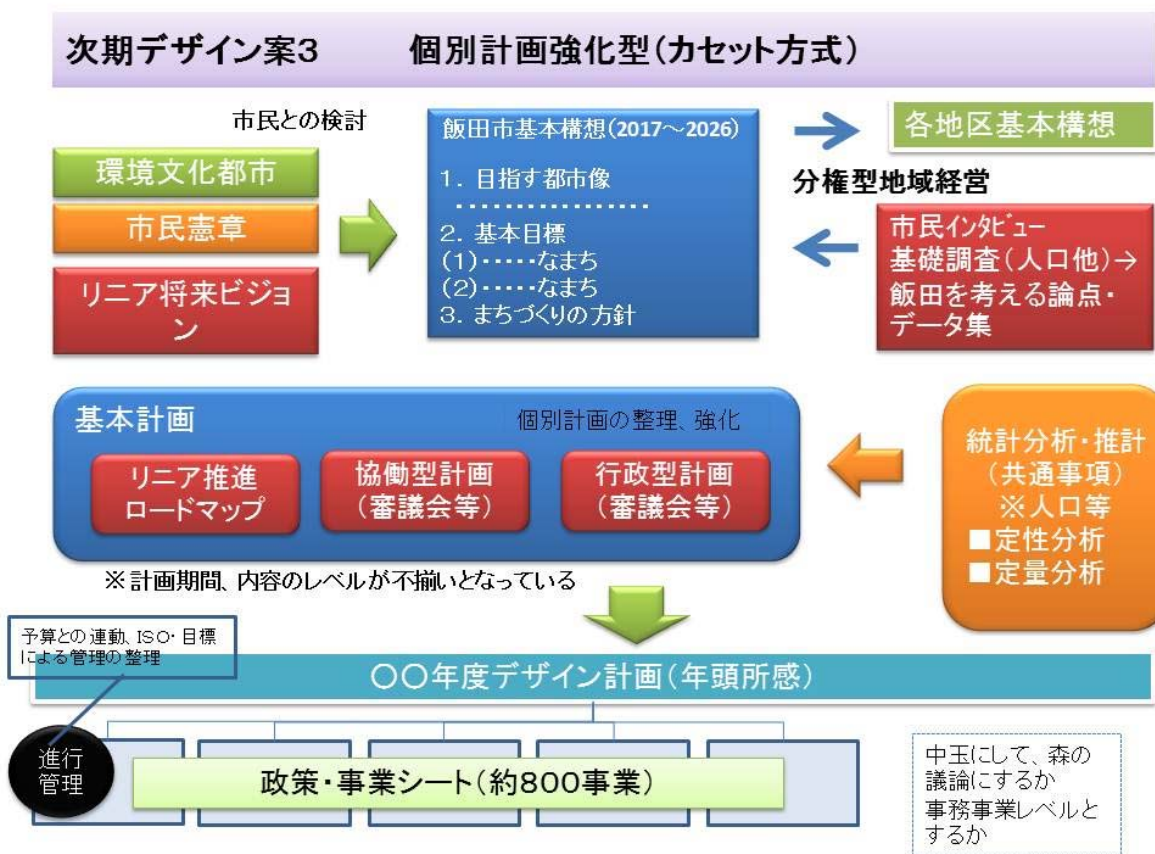 次期デザイン案3　個別計画強化型(カセット方式)
市民との検討
環境文化都市
市民憲章
リニア将来ビジョ
ン
飯田市基本構想(2017～2026)
1. 目指す都市像
・・・・・・・・・・・・・・・・・
2. 基本目標
(1)・・・・・なまち
(2)・・・・・なまち
3. まちづくりの方針
各地区基本構想
分権型地域経営
市民インタビュー
基礎調査(人口他)→
飯田を考える論点・
データ集
基本計画
個別計画の整理、強化
リニア推進
ロードマップ
協働型計画
(審議会等)
行政型計画
(審議会等)
統計分析・推計
(共通事項)
※人口等
■定性分析
■定量分析
※計画期間、内容のレベルが不揃いとなっている
予算との連動、ISO・目標
による管理の整理
〇〇年度デザイン計画(年頭所感)
進行
管理
政策・事業シート(約800事業)
中玉にして、森の
議論にするか
事務事業レベルと
するか